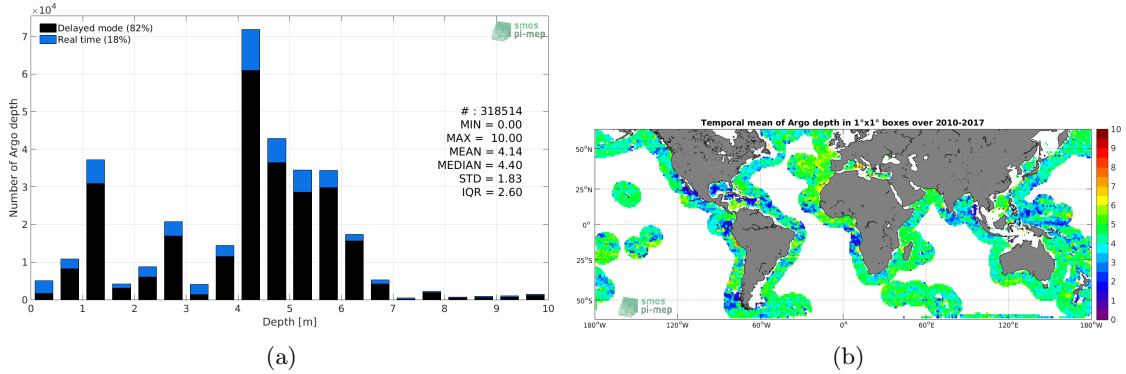 ×10⁴
Delayed mode (82%)
Real time (18%)
smos
pi-mep
7
6
5
4
3
2
1
0
Number of Argo depth
# : 318514
MIN = 0.00
MAX = 10.00
MEAN = 4.14
MEDIAN = 4.40
STD = 1.83
IQR = 2.60
0 1 2 3 4 5 6 7 8 9 10
Depth [m]
(a)
Temporal mean of Argo depth in 1°x1° boxes over 2010-2017
50°N
25°N
0°
25°S
50°S
smos
pi-mep
180°W 120°W 60°W 0° 60°E 120°E 180°W
10
9
8
7
6
5
4
3
2
1
0
(b)